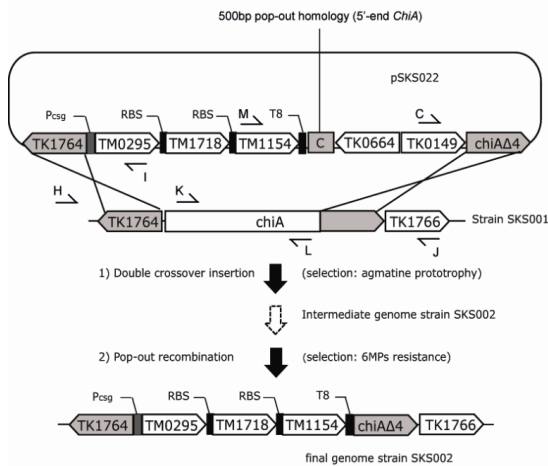 500bp pop-out homology (5'-end ChiA)
pSKS022
Pcsg RBS RBS M T8 C
TK1764 TM0295 TM1718 TM1154 C TK0664 TK0149 chiAΔ4
I
H K
TK1764 chiA TK1766 Strain SKS001
L J
1) Double crossover insertion (selection: agmatine prototrophy)
Intermediate genome strain SKS002
2) Pop-out recombination (selection: 6MPs resistance)
Pcsg RBS RBS T8
TK1764 TM0295 TM1718 TM1154 chiAΔ4 TK1766
final genome strain SKS002